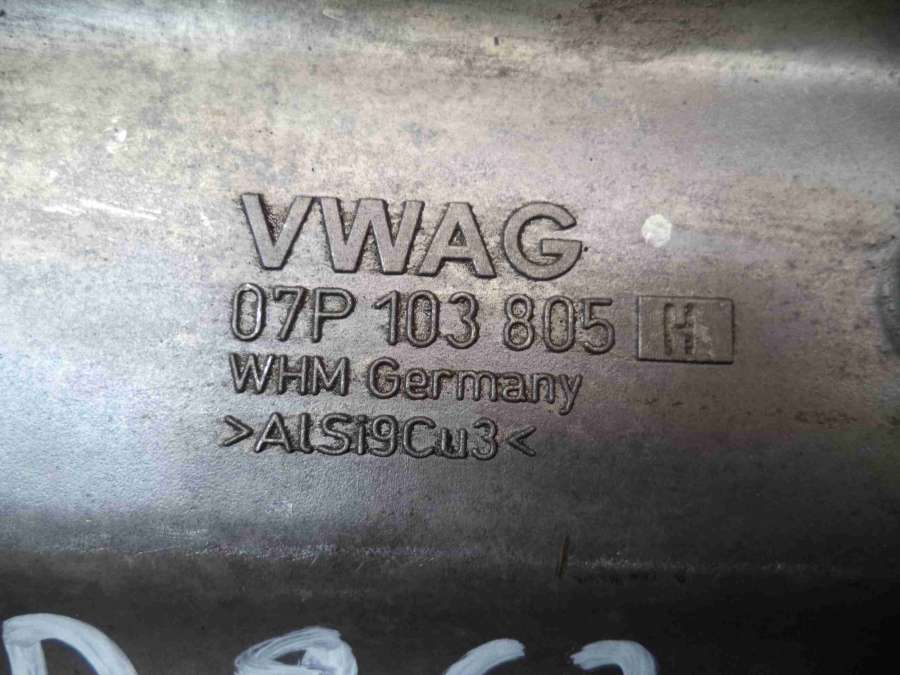 VWAG
07P 103 805 H
WHM Germany
>AlSi9Cu3<